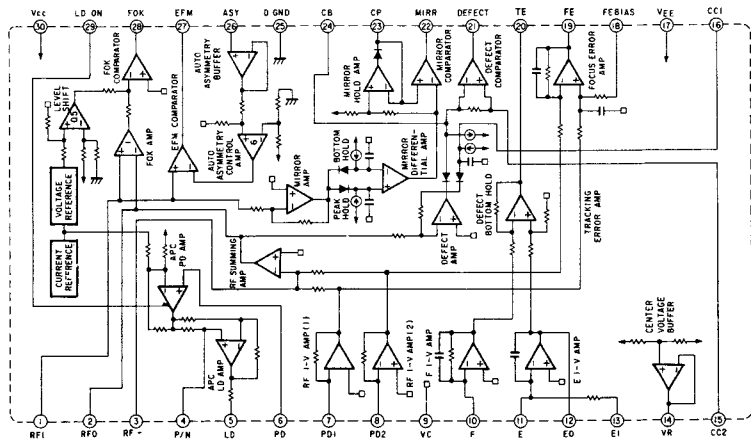 Vcc LD ON FOK EFM ASY D GND CB CP MIRR DEFECT TE FE FEBIAS VEE CC1
30 29 28 27 26 25 24 23 22 21 20 19 18 17 16
FOK COMPARATOR
LEVEL SHIFT
0.5
FOK AMP
EFM COMPARATOR
AUTO ASYMMETRY BUFFER
AUTO ASYMMETRY CONTROL AMP
6
MIRROR AMP
BOTTOM HOLD
PEAK HOLD
MIRROR HOLD AMP
MIRROR COMPARATOR
MIRROR DIFFEREN-TIAL AMP
DEFECT COMPARATOR
DEFECT AMP
DEFECT BOTTOM HOLD
FOCUS ERROR AMP
TRACKING ERROR AMP
VOLTAGE REFERENCE
CURRENT REFERENCE
APC PD AMP
RF SUMMING AMP
APC LD AMP
RF I-V AMP(1)
RF I-V AMP(2)
F I-V AMP
E I-V AMP
CENTER VOLTAGE BUFFER
1 2 3 4 5 6 7 8 9 10 11 12 13 14 15
RFI RFO RF- P/N LD PD PD1 PD2 VC F E EO EI VR CC2